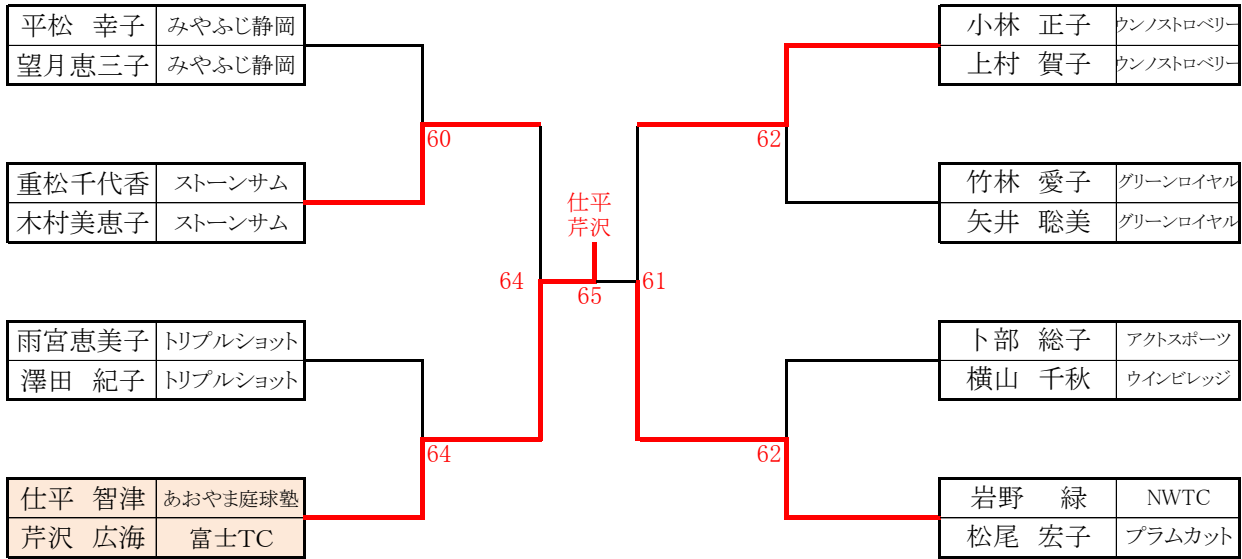 平松 幸子 みやふじ静岡
望月恵三子 みやふじ静岡
60
重松千代香 ストーンサム
木村美恵子 ストーンサム
64
雨宮恵美子 トリプルショット
澤田 紀子 トリプルショット
64
仕平 智津 あおやま庭球塾
芹沢 広海 富士TC
仕平
芹沢
65
小林 正子 ウンノストロベリー
上村 賀子 ウンノストロベリー
62
竹林 愛子 グリーンロイヤル
矢井 聡美 グリーンロイヤル
61
卜部 総子 アクトスポーツ
横山 千秋 ウインビレッジ
62
岩野 緑 NWTC
松尾 宏子 プラムカット